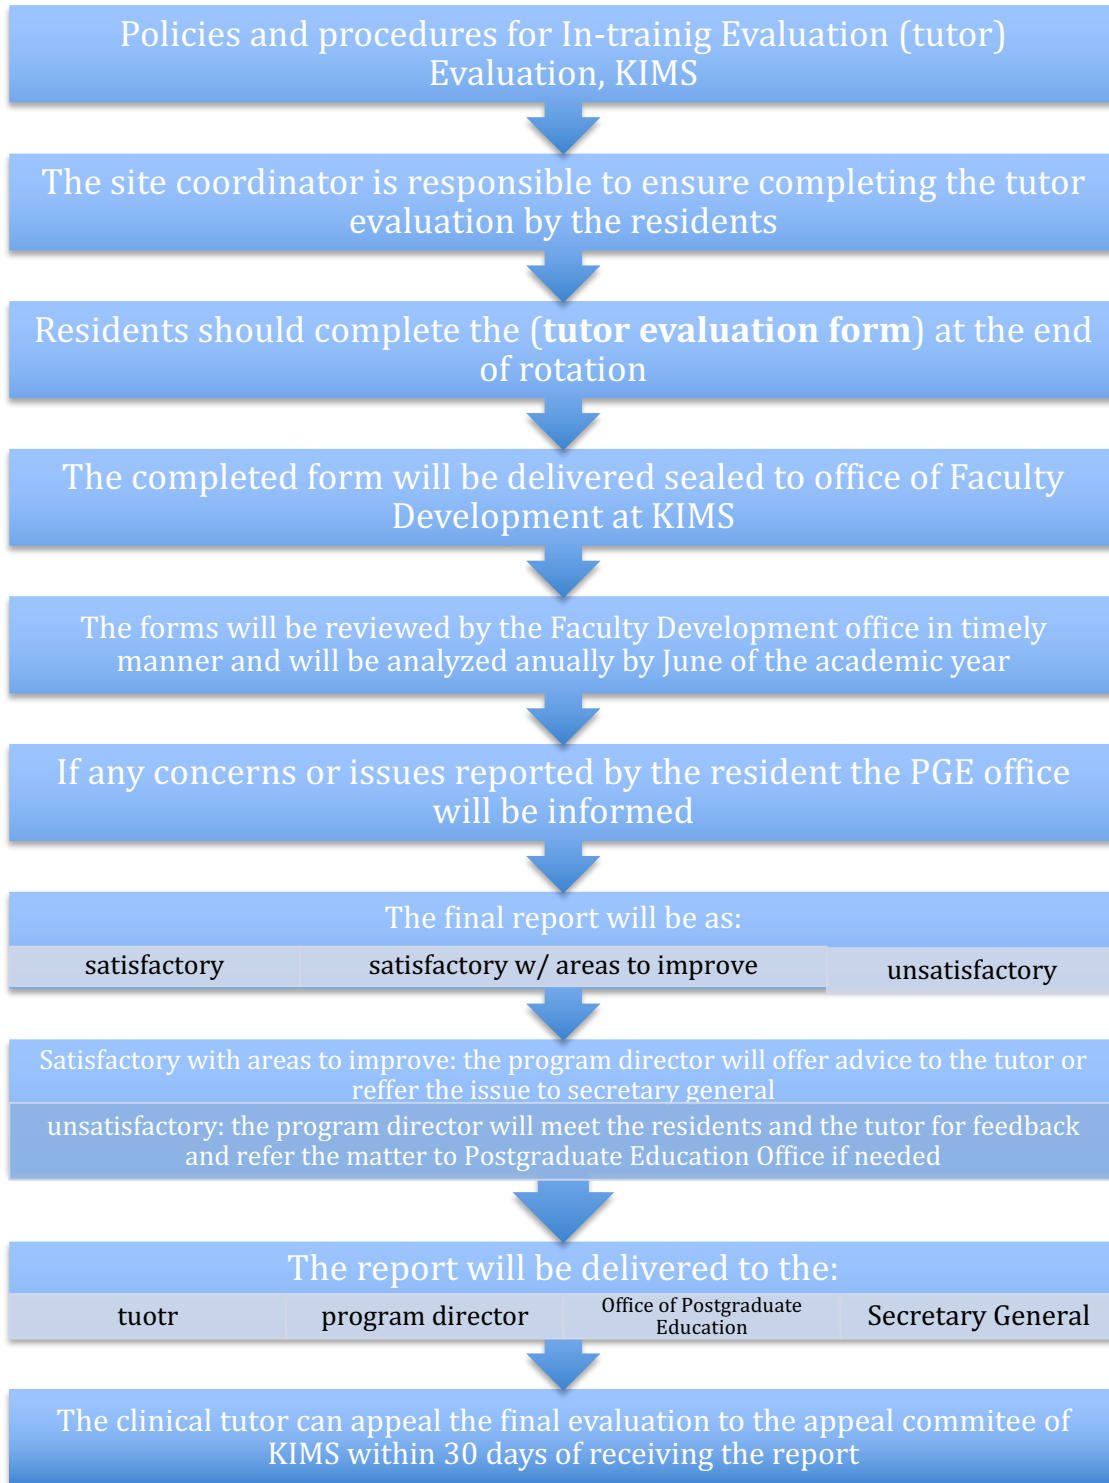 Policies and procedures for In-trainig Evaluation (tutor)
Evaluation, KIMS
The site coordinator is responsible to ensure completing the tutor
evaluation by the residents
Residents should complete the (tutor evaluation form) at the end
of rotation
The completed form will be delivered sealed to office of Faculty
Development at KIMS
The forms will be reviewed by the Faculty Development office in timely
manner and will be analyzed anually by June of the academic year
If any concerns or issues reported by the resident the PGE office
will be informed
The final report will be as:
satisfactory
satisfactory w/ areas to improve
unsatisfactory
Satisfactory with areas to improve: the program director will offer advice to the tutor or
reffer the issue to secretary general
unsatisfactory: the program director will meet the residents and the tutor for feedback
and refer the matter to Postgraduate Education Office if needed
The report will be delivered to the:
tuotr
program director
Office of Postgraduate
Education
Secretary General
The clinical tutor can appeal the final evaluation to the appeal commitee of
KIMS within 30 days of receiving the report